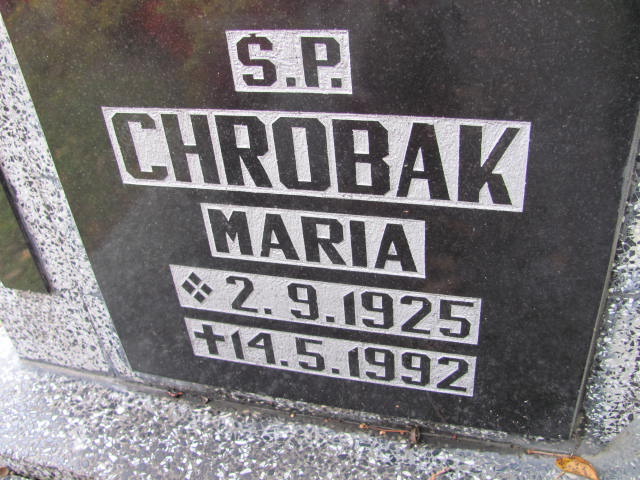 Ś.P.
CHROBAK
MARIA
❖ 2.9.1925
✝14.5.1992